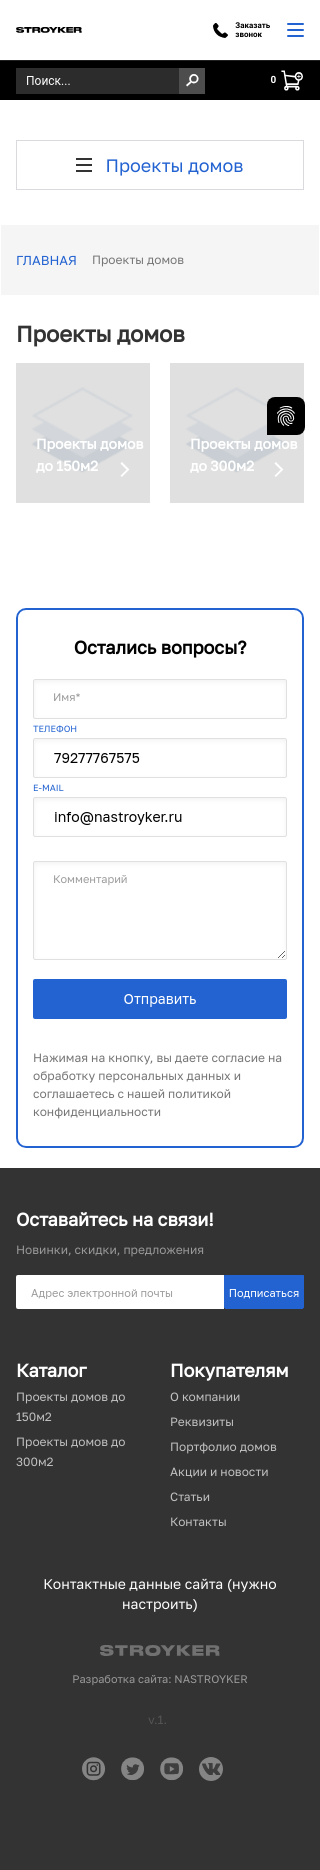 STROYKER
Заказать
звонок
Поиск...
0
Проекты домов
ГЛАВНАЯ Проекты домов
Проекты домов
Проекты домов
до 150м2
Проекты домов
до 300м2
Остались вопросы?
Имя*
ТЕЛЕФОН
79277767575
E-MAIL
info@nastroyker.ru
Комментарий
Отправить
Нажимая на кнопку, вы даете согласие на
обработку персональных данных и
соглашаетесь с нашей политикой
конфиденциальности
Оставайтесь на связи!
Новинки, скидки, предложения
Адрес электронной почты
Подписаться
Каталог
Проекты домов до
150м2
Проекты домов до
300м2
Покупателям
О компании
Реквизиты
Портфолио домов
Акции и новости
Статьи
Контакты
Контактные данные сайта (нужно
настроить)
STROYKER
Разработка сайта: NASTROYKER
v.1.